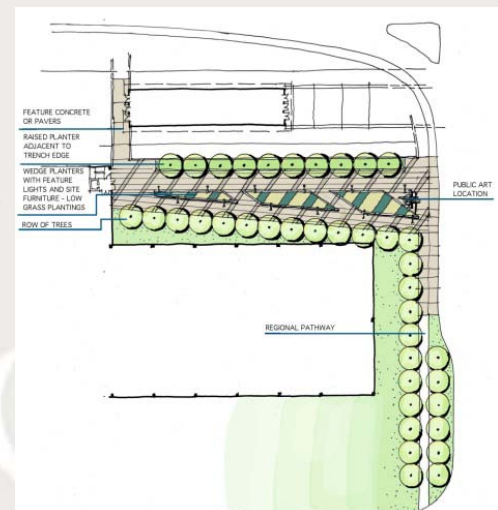 FEATURE CONCRETE
OR PAVERS
RAISED PLANTER
ADJACENT TO
TRENCH EDGE
WEDGE PLANTERS
WITH FEATURE
LIGHTS AND SITE
FURNITURE - LOW
GRASS PLANTINGS
ROW OF TREES
PUBLIC ART
LOCATION
REGIONAL PATHWAY